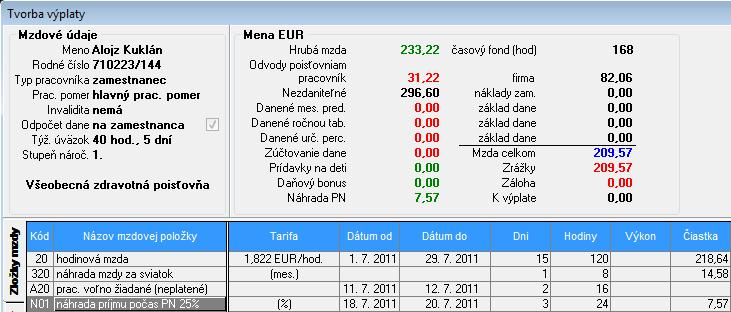 Tvorba výplaty
Mzdové údaje
Meno Alojz Kuklán
Rodné číslo 710223/144
Typ pracovníka zamestnanec
Prac. pomer hlavný prac. pomer
Invalidita nemá
Odpočet dane na zamestnanca
Týž. úväzok 40 hod., 5 dní
Stupeň nároč. 1.
Všeobecná zdravotná poisťovňa
Mena EUR
Hrubá mzda 233,22 časový fond (hod) 168
Odvody poisťovniam
pracovník 31,22 firma 82,06
Nezdaniteľné 296,60 náklady zam. 0,00
Danené mes. pred. 0,00 základ dane 0,00
Danené ročnou tab. 0,00 základ dane 0,00
Danené urč. perc. 0,00 základ dane 0,00
Zúčtovanie dane 0,00 Mzda celkom 209,57
Prídavky na deti 0,00 Zrážky 209,57
Daňový bonus 0,00 Záloha 0,00
Náhrada PN 7,57 K výplate 0,00
Zložky mzdy
Kód Názov mzdovej položky Tarifa Dátum od Dátum do Dni Hodiny Výkon Čiastka
20 hodinová mzda 1,822 EUR/hod. 1. 7. 2011 29. 7. 2011 15 120 218,64
320 náhrada mzdy za sviatok (mes.) 1 8 14,58
A20 prac. voľno žiadané (neplatené) 11. 7. 2011 12. 7. 2011 2 16
N01 náhrada príjmu počas PN 25% (%) 18. 7. 2011 20. 7. 2011 3 24 7,57